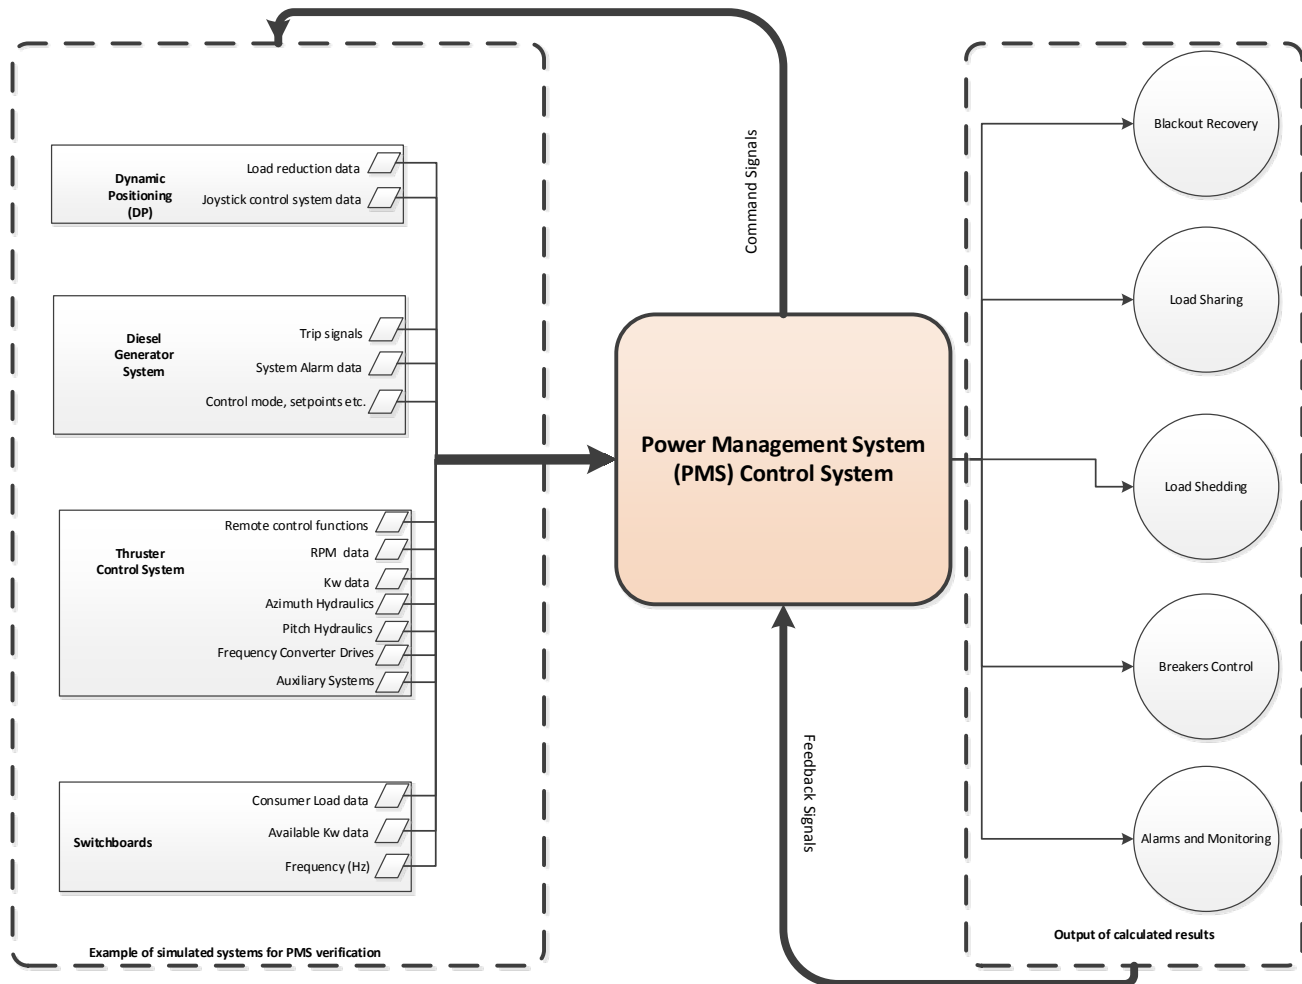 Dynamic
Positioning
(DP)
Load reduction data
Joystick control system data
Diesel
Generator
System
Trip signals
System Alarm data
Control mode, setpoints etc.
Thruster
Control System
Remote control functions
RPM data
Kw data
Azimuth Hydraulics
Pitch Hydraulics
Frequency Converter Drives
Auxiliary Systems
Switchboards
Consumer Load data
Available Kw data
Frequency (Hz)
Example of simulated systems for PMS verification
Command Signals
Power Management System
(PMS) Control System
Feedback Signals
Blackout Recovery
Load Sharing
Load Shedding
Breakers Control
Alarms and Monitoring
Output of calculated results